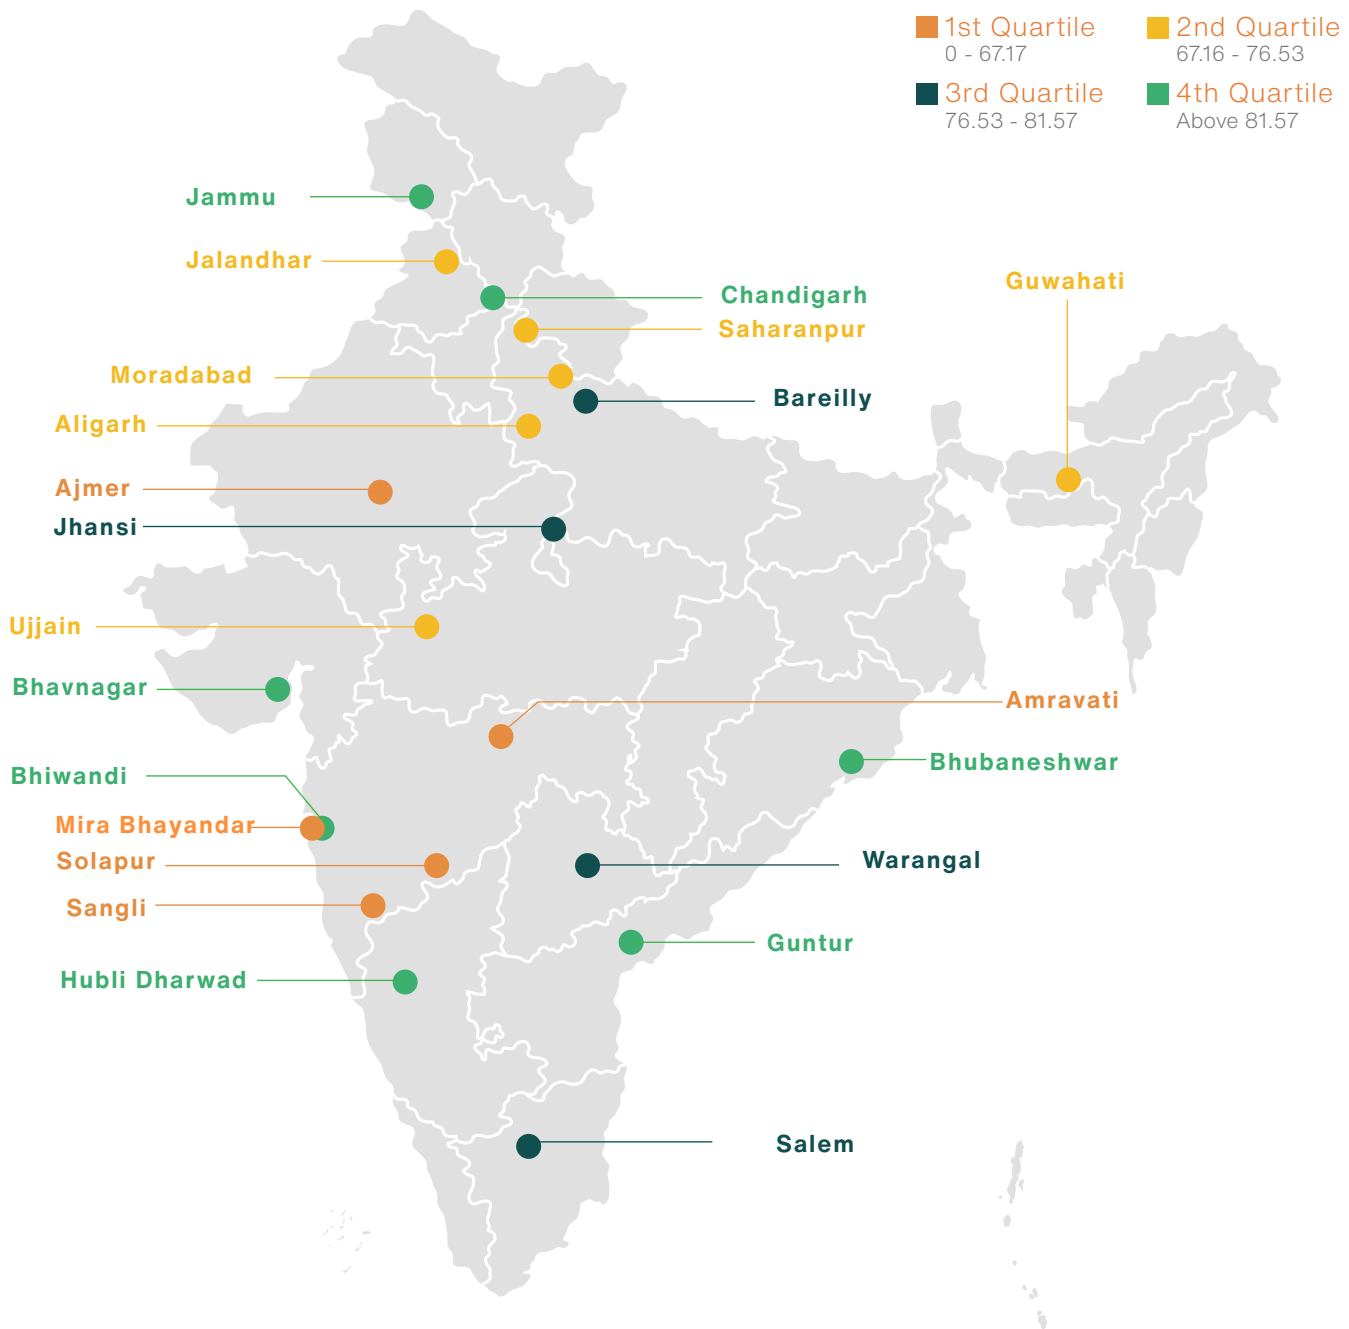 1st Quartile
0 - 67.17
2nd Quartile
67.16 - 76.53
3rd Quartile
76.53 - 81.57
4th Quartile
Above 81.57
Jammu
Jalandhar
Guwahati
Chandigarh
Saharanpur
Moradabad
Bareilly
Aligarh
Ajmer
Jhansi
Ujjain
Bhavnagar
Amravati
Bhubaneshwar
Bhiwandi
Mira Bhayandar
Solapur
Warangal
Sangli
Guntur
Hubli Dharwad
Salem